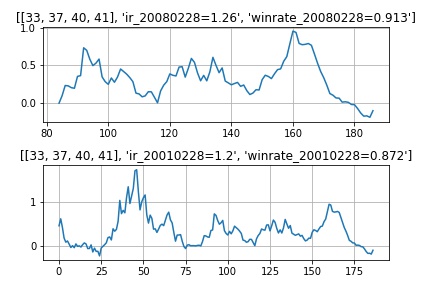 [[33, 37, 40, 41], 'ir_20080228=1.26', 'winrate_20080228=0.913']
1.0
0.5
0.0
80 100 120 140 160 180
[[33, 37, 40, 41], 'ir_20010228=1.2', 'winrate_20010228=0.872']
1
0
0 25 50 75 100 125 150 175